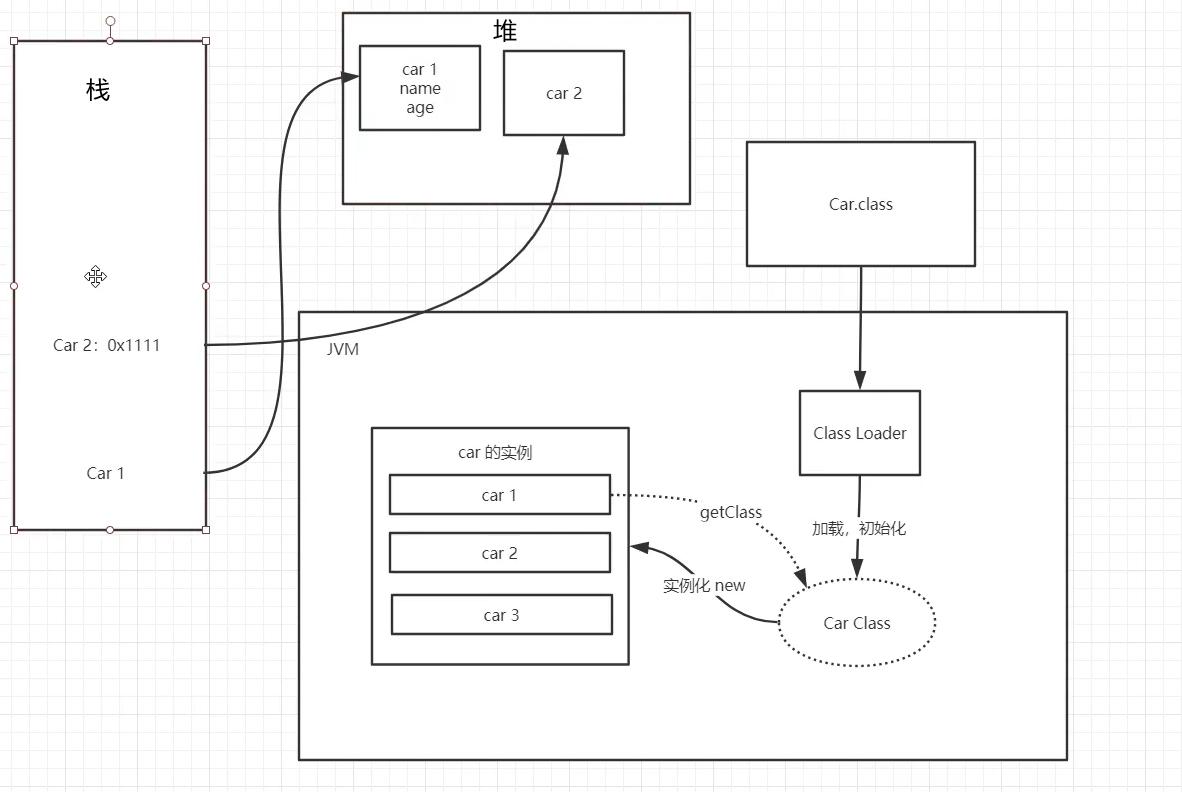 栈
Car 2：0x1111
Car 1
堆
car 1
name
age
car 2
Car.class
JVM
Class Loader
加载，初始化
Car Class
car 的实例
car 1
car 2
car 3
getClass
实例化 new